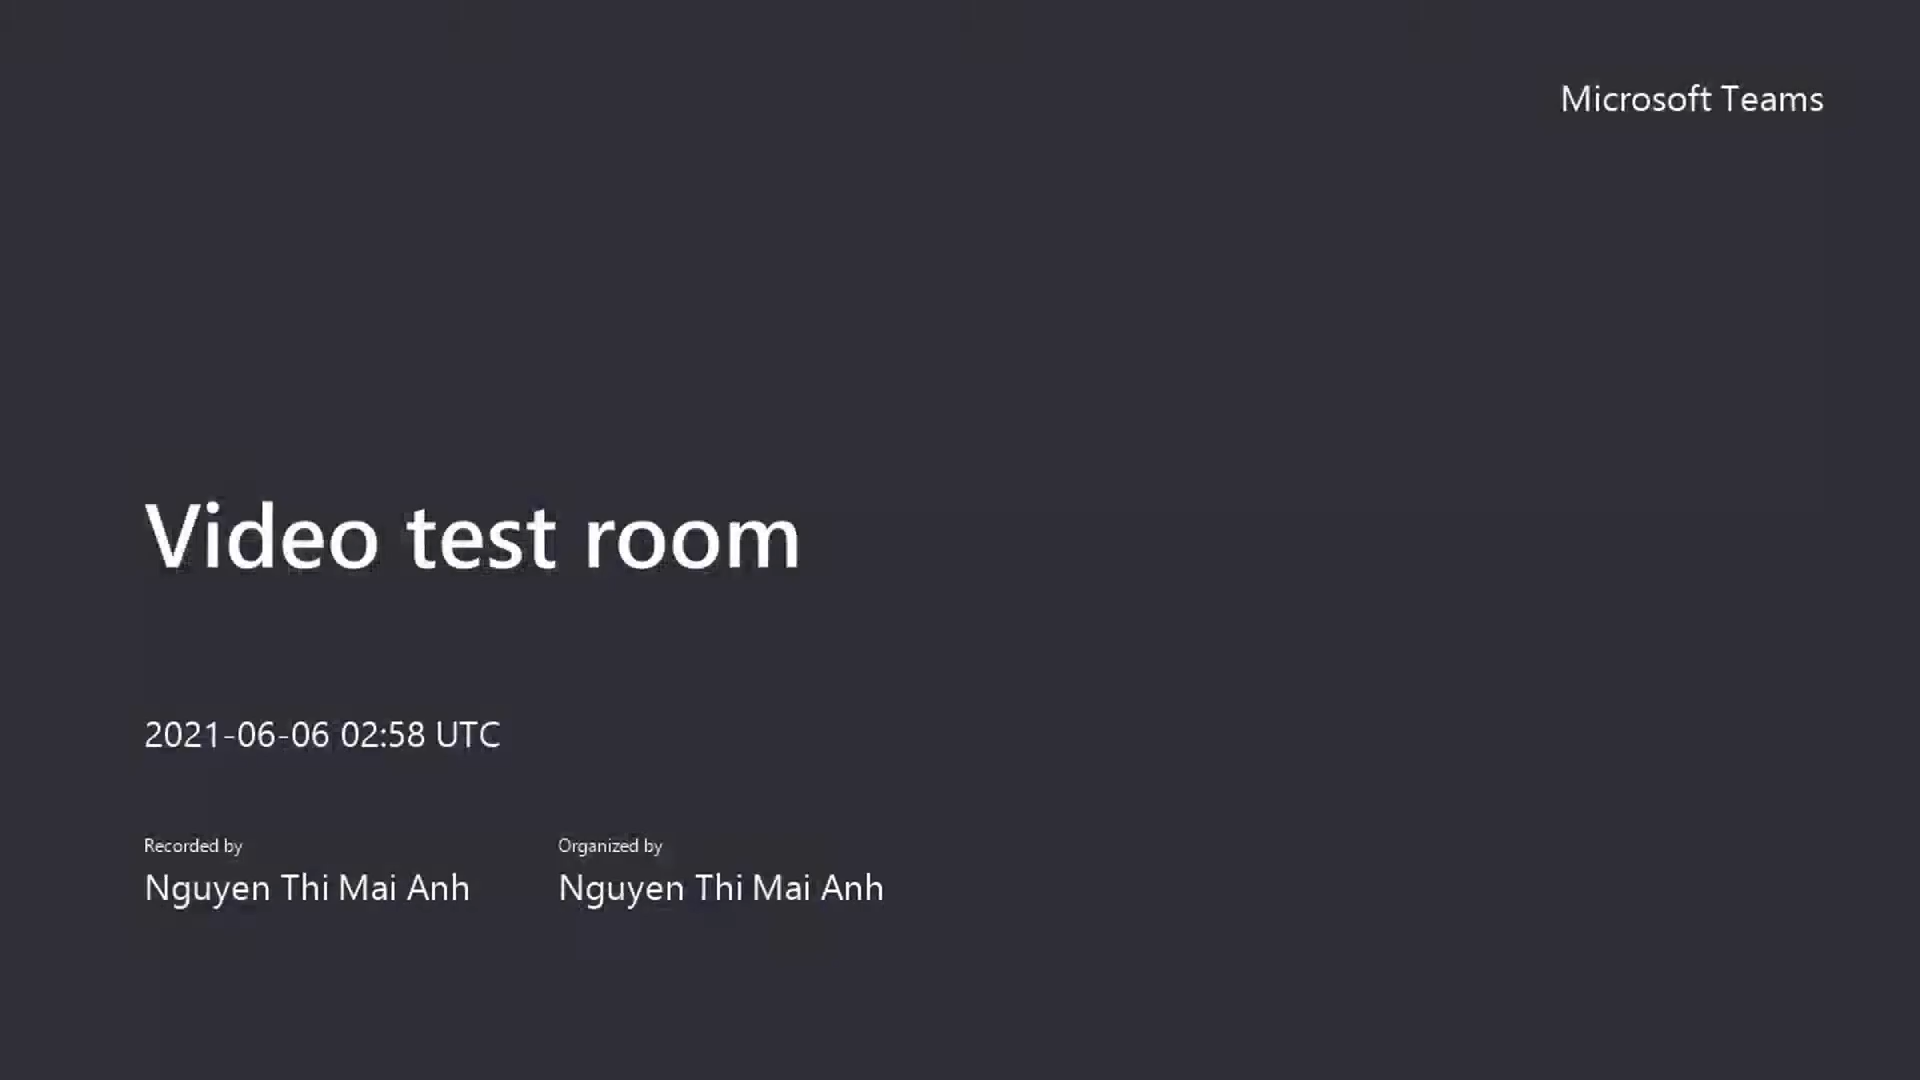 Microsoft Teams
Video test room
2021-06-06 02:58 UTC
Recorded by
Nguyen Thi Mai Anh
Organized by
Nguyen Thi Mai Anh